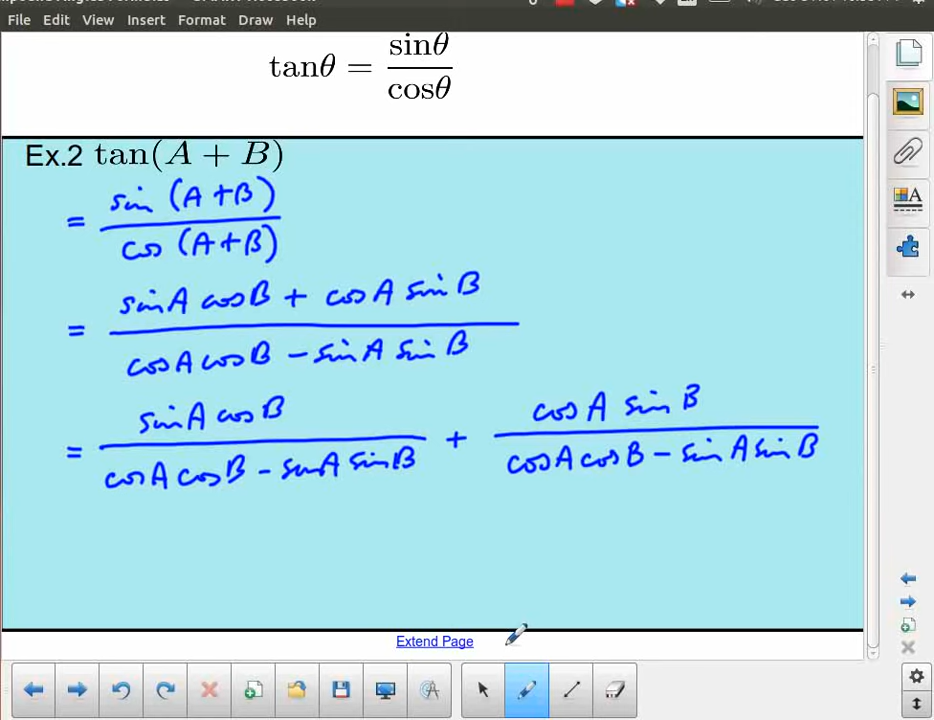 File Edit View Insert Format Draw Help
tanθ = sinθ/cosθ
Ex.2 tan(A + B)
= sin (A+B)/cos (A+B)
= (sinA cosB + cosA sinB)/(cosA cosB − sinA sinB)
= sinA cosB/(cosA cosB − sinA sinB) + cosA sinB/(cosA cosB − sinA sinB)
Extend Page